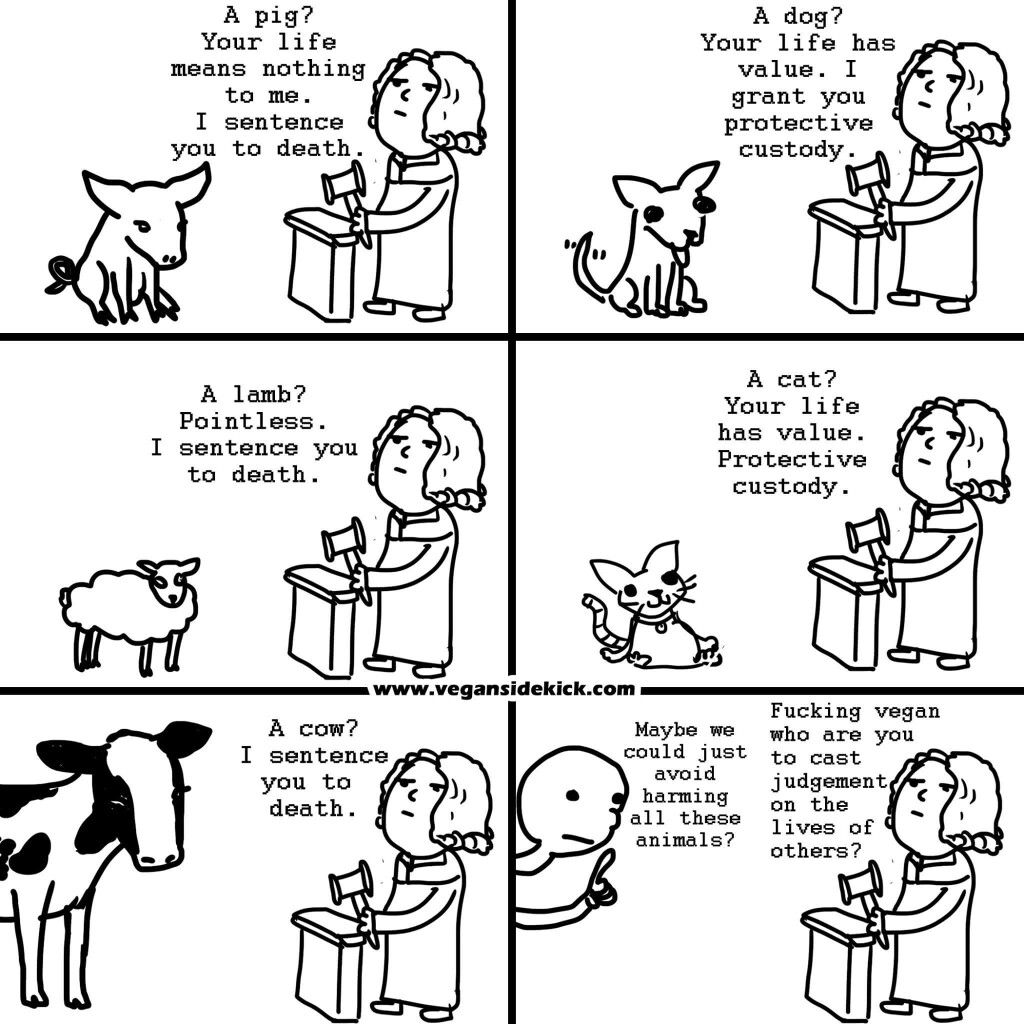 A pig?
Your life
means nothing
to me.
I sentence
you to death.
A dog?
Your life has
value. I
grant you
protective
custody.
A lamb?
Pointless.
I sentence you
to death.
A cat?
Your life
has value.
Protective
custody.
www.vegansidekick.com
A cow?
I sentence
you to
death.
Maybe we
could just
avoid
harming
all these
animals?
Fucking vegan
who are you
to cast
judgement
on the
lives of
others?